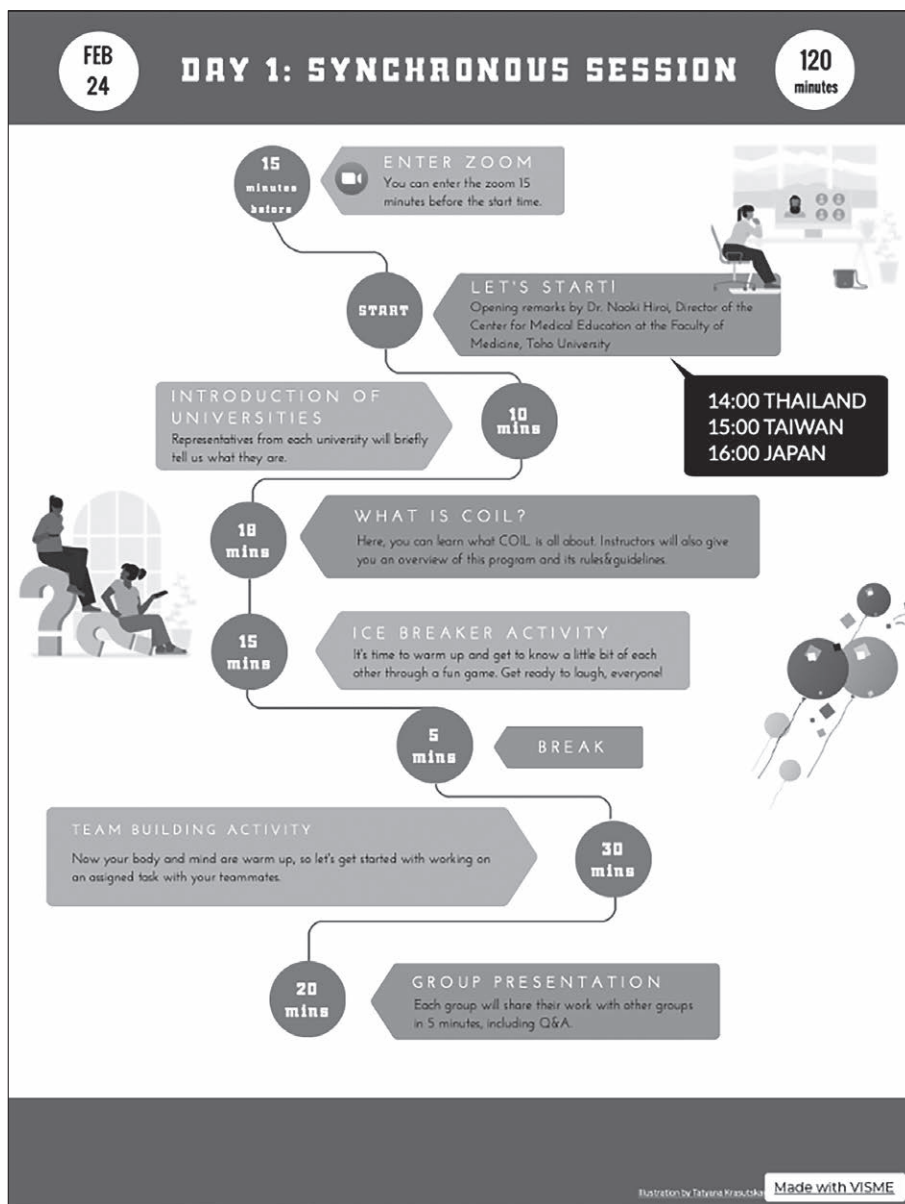 FEB
24
DAY 1: SYNCHRONOUS SESSION
120
minutes
15
minutes
before
ENTER ZOOM
You can enter the zoom 15
minutes before the start time.
START
LET'S START!
Opening remarks by Dr. Naoki Hiroi, Director of the
Center for Medical Education at the Faculty of
Medicine, Toho University
14:00 THAILAND
15:00 TAIWAN
16:00 JAPAN
INTRODUCTION OF
UNIVERSITIES
Representatives from each university will briefly
tell us what they are.
10
mins
18
mins
WHAT IS COIL?
Here, you can learn what COIL is all about. Instructors will also give
you an overview of this program and its rules&guidelines.
15
mins
ICE BREAKER ACTIVITY
It's time to warm up and get to know a little bit of each
other through a fun game. Get ready to laugh, everyone!
5
mins
BREAK
TEAM BUILDING ACTIVITY
Now your body and mind are warm up, so let's get started with working on
an assigned task with your teammates.
30
mins
20
mins
GROUP PRESENTATION
Each group will share their work with other groups
in 5 minutes, including Q&A.
Illustration by Tatyana
Made with VISME